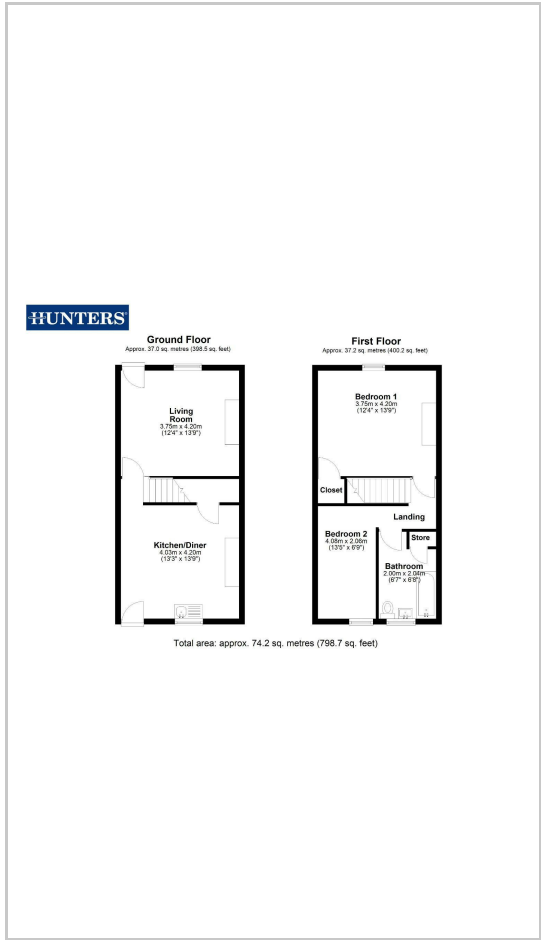 HUNTERS
Ground Floor
Approx. 37.0 sq. metres (398.5 sq. feet)
Living
Room
3.75m x 4.20m
(12'4" x 13'9")
Kitchen/Diner
4.03m x 4.20m
(13'3" x 13'9")
First Floor
Approx. 37.2 sq. metres (400.2 sq. feet)
Bedroom 1
3.75m x 4.20m
(12'4" x 13'9")
Closet
Landing
Bedroom 2
4.08m x 2.06m
(13'5" x 6'9")
Store
Bathroom
2.00m x 2.04m
(6'7" x 6'8")
Total area: approx. 74.2 sq. metres (798.7 sq. feet)